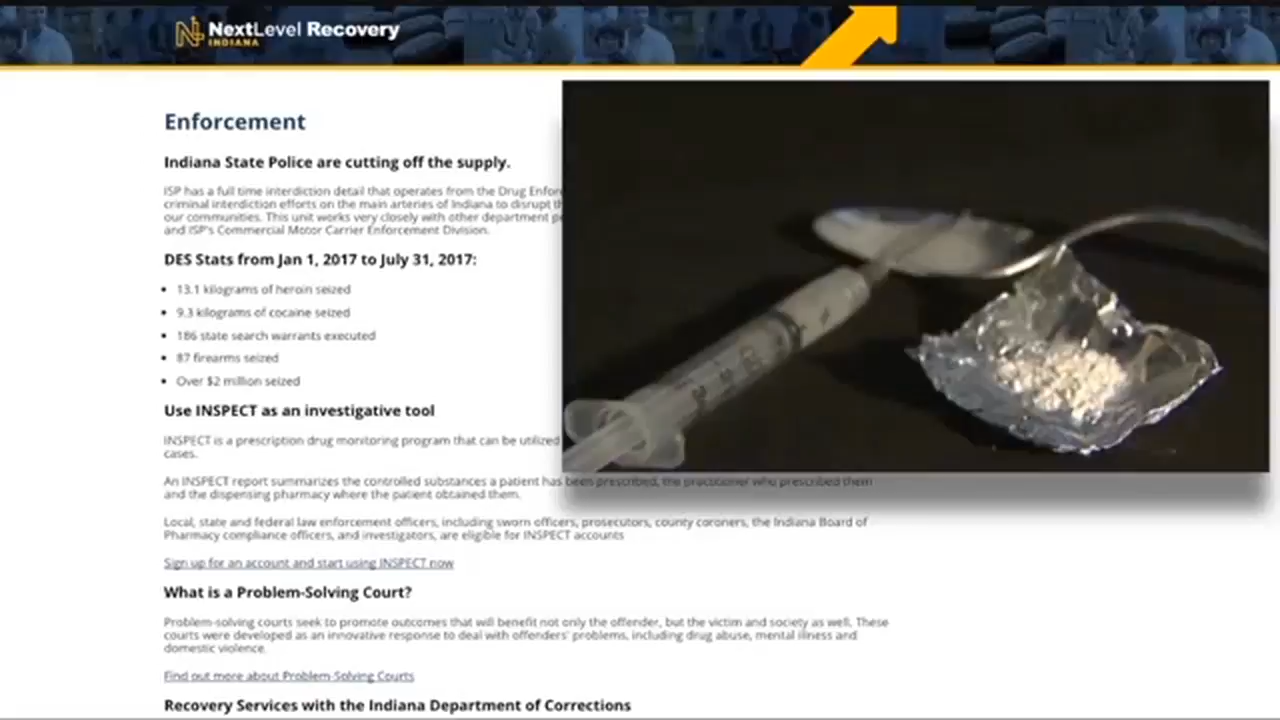 NextLevel Recovery
INDIANA
Enforcement
Indiana State Police are cutting off the supply.
ISP has a full time interdiction detail that operates from the Drug Enfor
criminal interdiction efforts on the main arteries of Indiana to disrupt th
our communities. This unit works very closely with other department pe
and ISP's Commercial Motor Carrier Enforcement Division.
DES Stats from Jan 1, 2017 to July 31, 2017:
• 13.1 kilograms of heroin seized
• 9.3 kilograms of cocaine seized
• 186 state search warrants executed
• 87 firearms seized
• Over $2 million seized
Use INSPECT as an investigative tool
INSPECT is a prescription drug monitoring program that can be utilized
cases.
An INSPECT report summarizes the controlled substances a patient has been prescribed, the practitioner who prescribed them
and the dispensing pharmacy where the patient obtained them.
Local, state and federal law enforcement officers, including sworn officers, prosecutors, county coroners, the Indiana Board of
Pharmacy compliance officers, and investigators, are eligible for INSPECT accounts
Sign up for an account and start using INSPECT now
What is a Problem-Solving Court?
Problem-solving courts seek to promote outcomes that will benefit not only the offender, but the victim and society as well. These
courts were developed as an innovative response to deal with offenders' problems, including drug abuse, mental illness and
domestic violence.
Find out more about Problem-Solving Courts
Recovery Services with the Indiana Department of Corrections